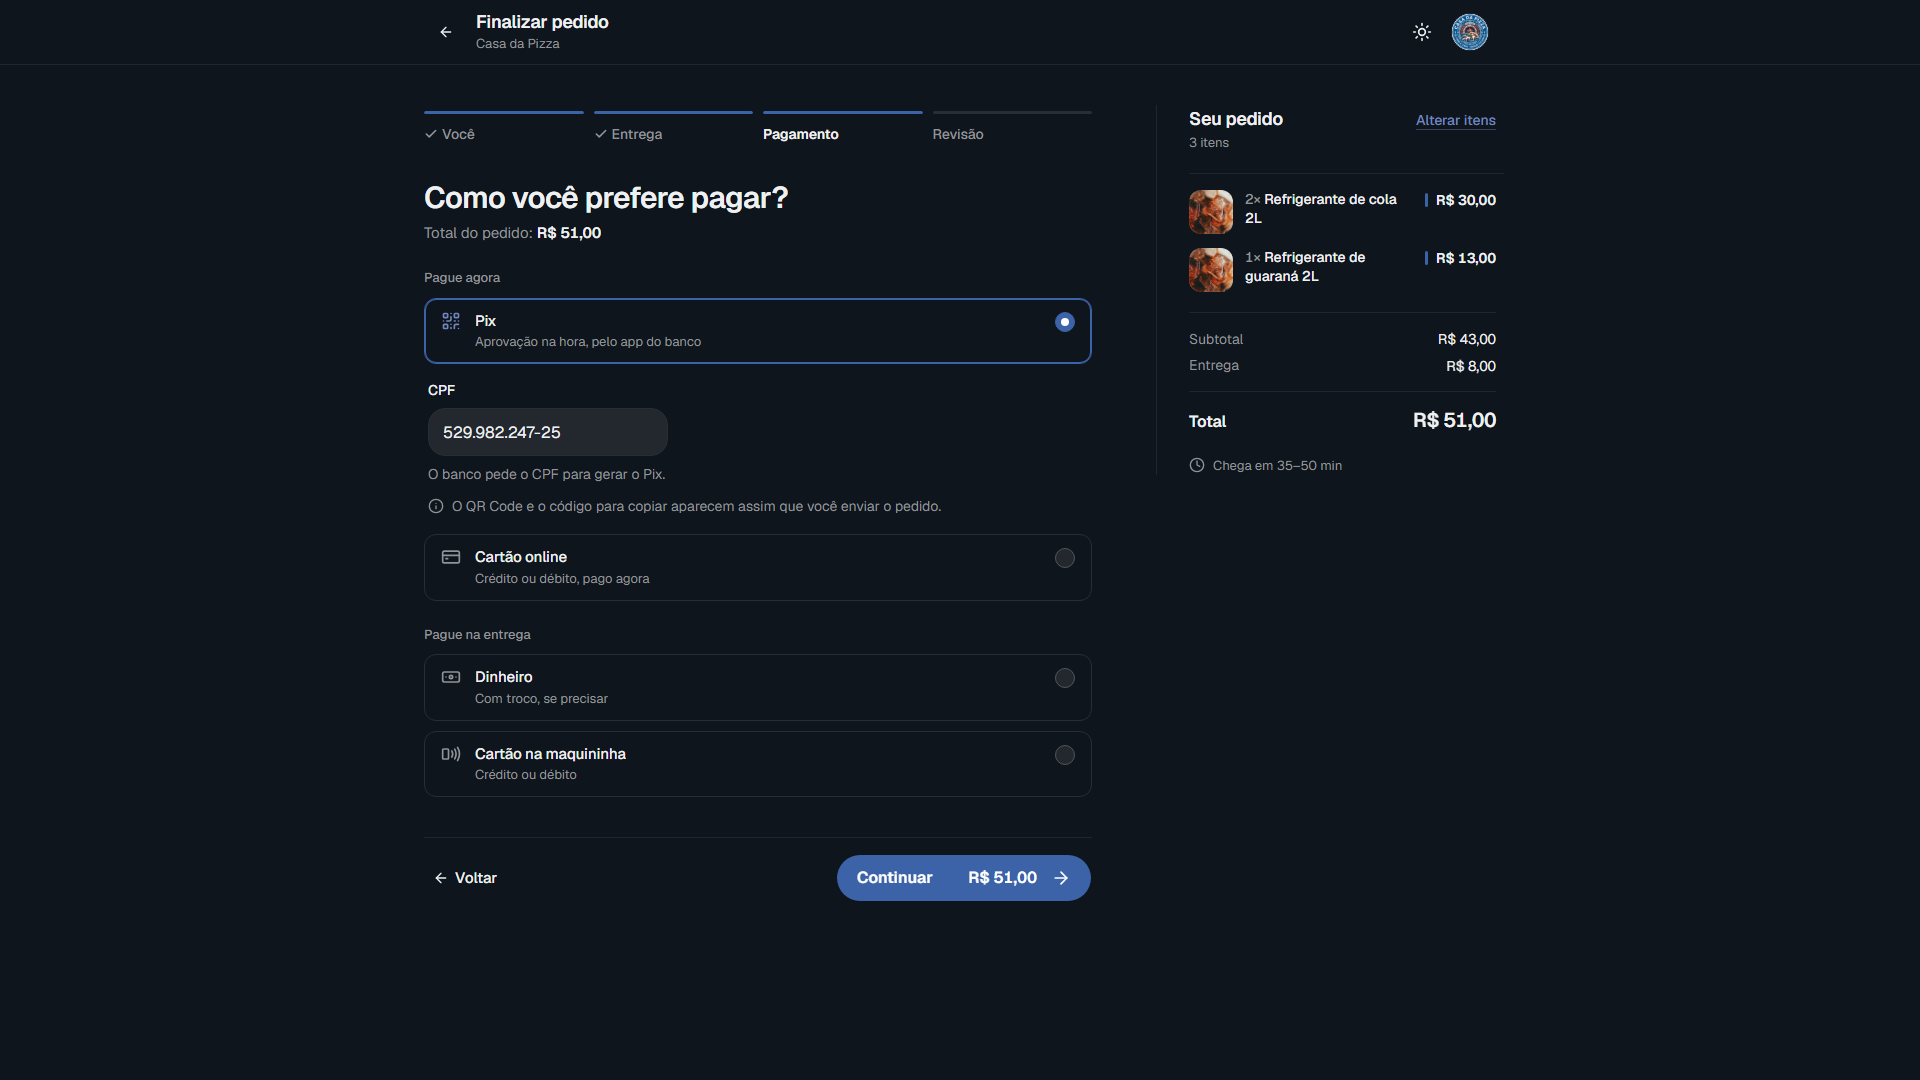 Finalizar pedido
Casa da Pizza
Você
Entrega
Pagamento
Revisão
Como você prefere pagar?
Total do pedido: R$ 51,00
Pague agora
Pix
Aprovação na hora, pelo app do banco
CPF
529.982.247-25
O banco pede o CPF para gerar o Pix.
O QR Code e o código para copiar aparecem assim que você enviar o pedido.
Cartão online
Crédito ou débito, pago agora
Pague na entrega
Dinheiro
Com troco, se precisar
Cartão na maquininha
Crédito ou débito
Voltar
Continuar R$ 51,00
Seu pedido
Alterar itens
3 itens
2× Refrigerante de cola
2L
R$ 30,00
1× Refrigerante de
guaraná 2L
R$ 13,00
Subtotal
R$ 43,00
Entrega
R$ 8,00
Total
R$ 51,00
Chega em 35–50 min